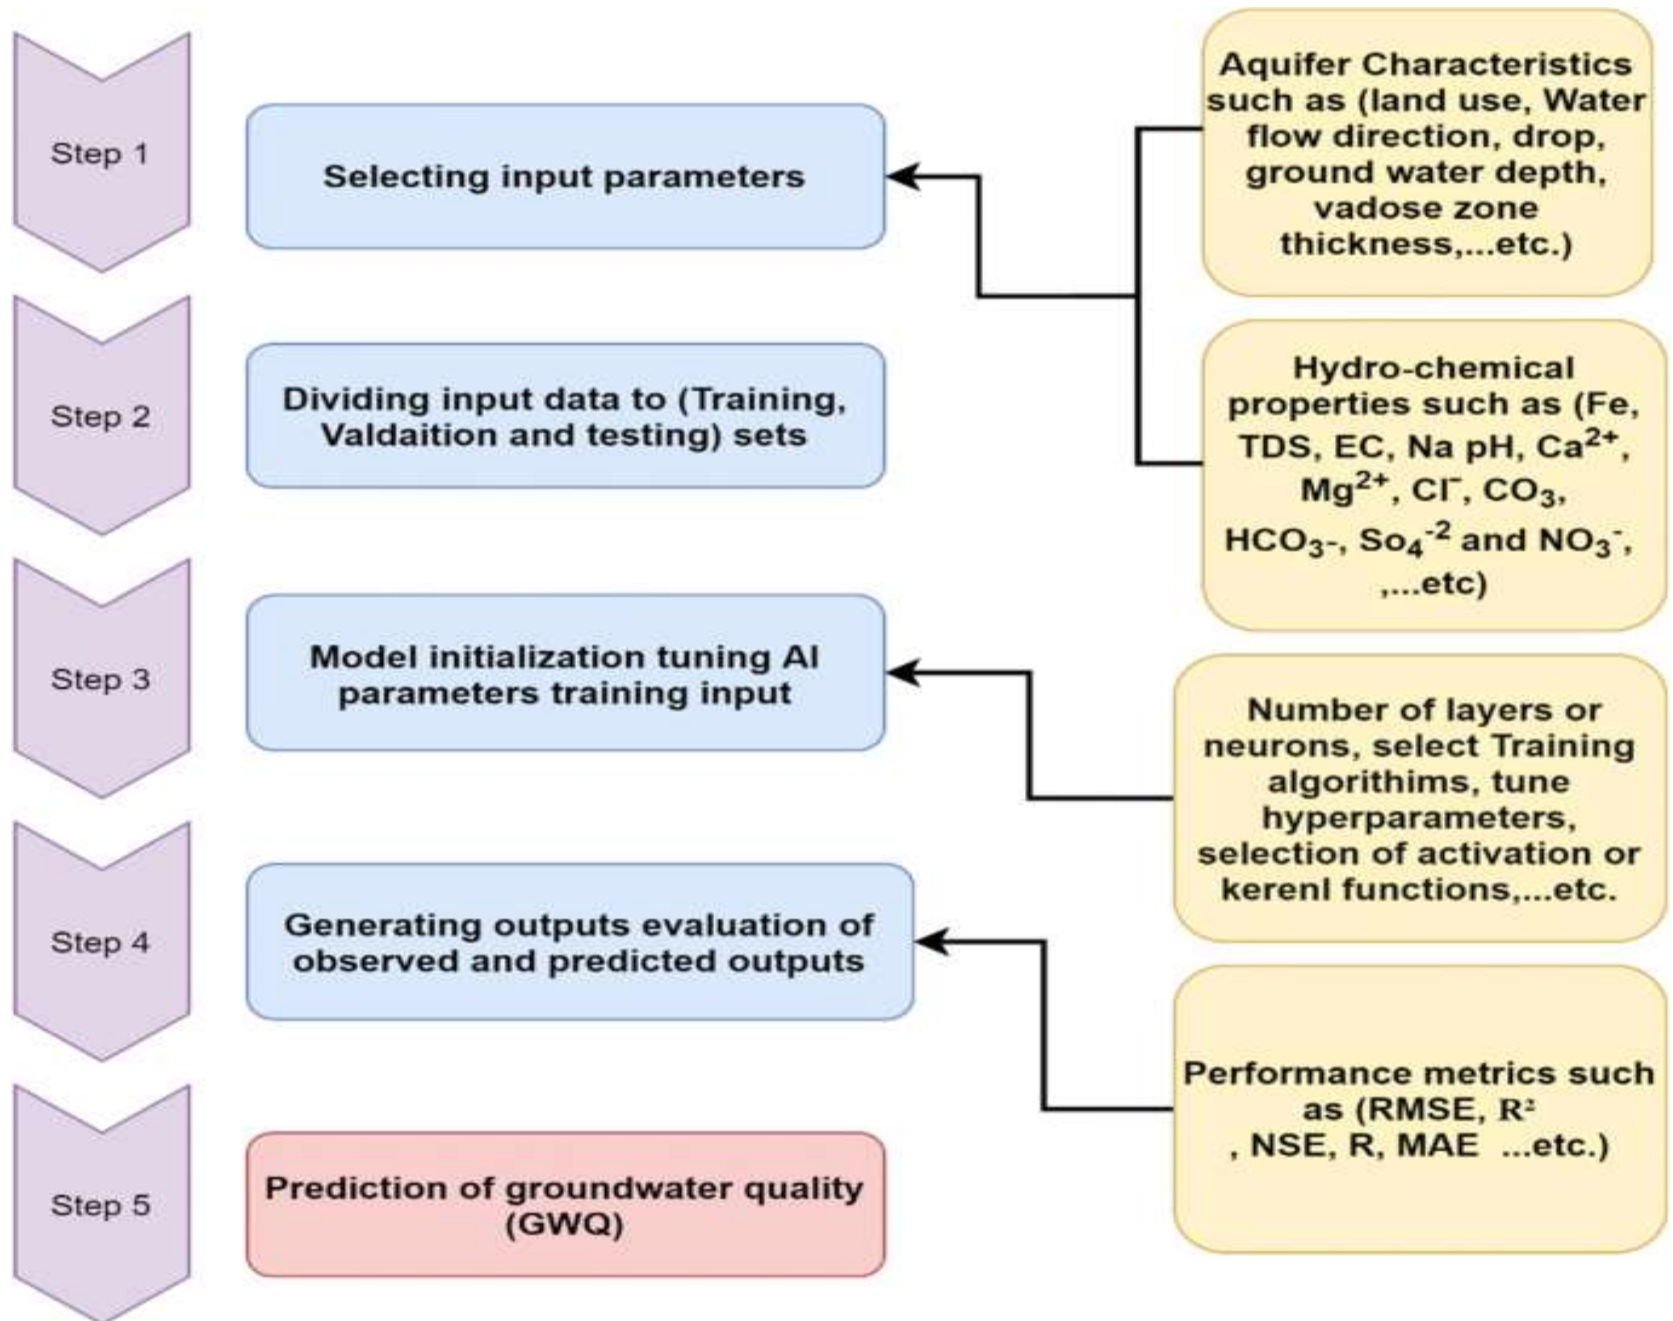 Step 1
Selecting input parameters
Aquifer Characteristics
such as (land use, Water
flow direction, drop,
ground water depth,
vadose zone
thickness,...etc.)
Step 2
Dividing input data to (Training,
Valdaition and testing) sets
Hydro-chemical
properties such as (Fe,
TDS, EC, Na pH, Ca²⁺,
Mg²⁺, Cl⁻, CO₃,
HCO₃-, So₄⁻² and NO₃⁻,
,...etc)
Step 3
Model initialization tuning AI
parameters training input
Number of layers or
neurons, select Training
algorithims, tune
hyperparameters,
selection of activation or
kerenl functions,...etc.
Step 4
Generating outputs evaluation of
observed and predicted outputs
Performance metrics such
as (RMSE, R²
, NSE, R, MAE ...etc.)
Step 5
Prediction of groundwater quality
(GWQ)